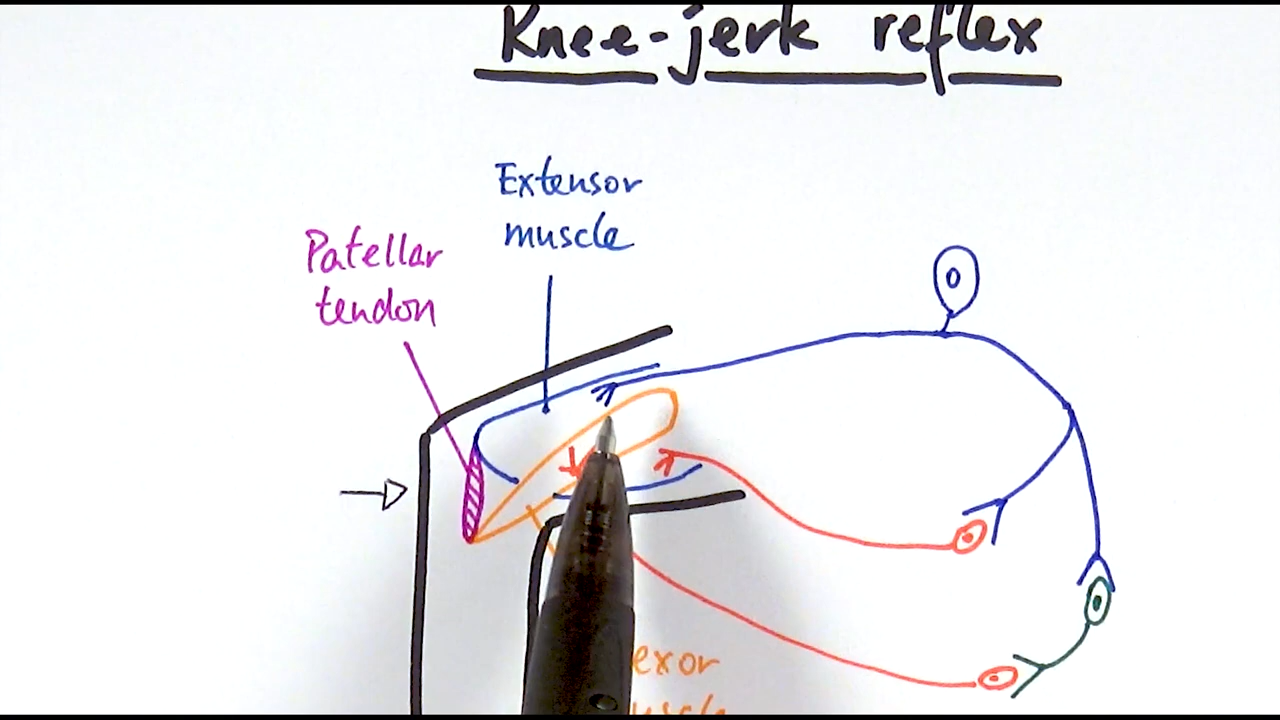 Knee-jerk reflex
Extensor
muscle
Patellar
tendon